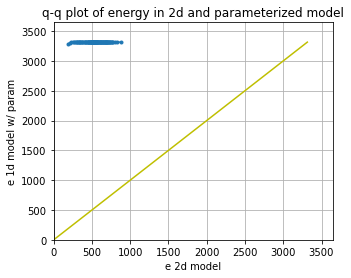 q-q plot of energy in 2d and parameterized model
3500
3000
2500
2000
1500
1000
500
0
e 1d model w/ param
0 500 1000 1500 2000 2500 3000 3500
e 2d model